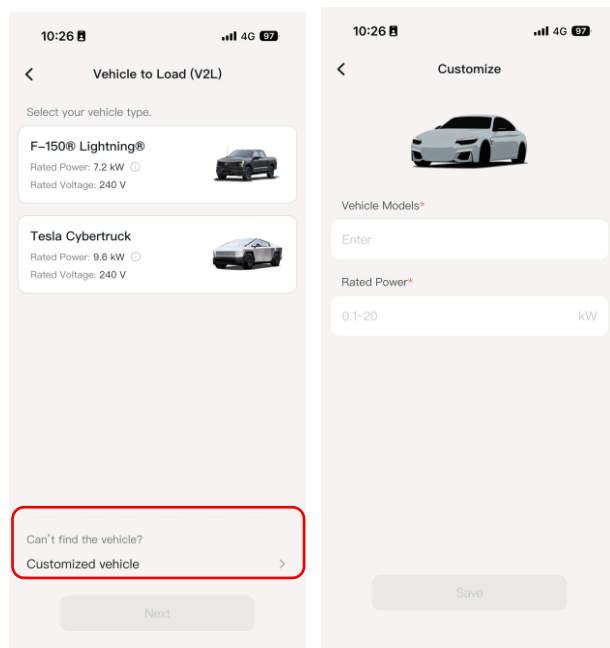 10:26
4G 97
Vehicle to Load (V2L)
Select your vehicle type.
F-150® Lightning®
Rated Power: 7.2 kW
Rated Voltage: 240 V
Tesla Cybertruck
Rated Power: 9.6 kW
Rated Voltage: 240 V
Can't find the vehicle?
Customized vehicle
Next
10:26
4G 97
Customize
Vehicle Models*
Enter
Rated Power*
0.1~20 kW
Save